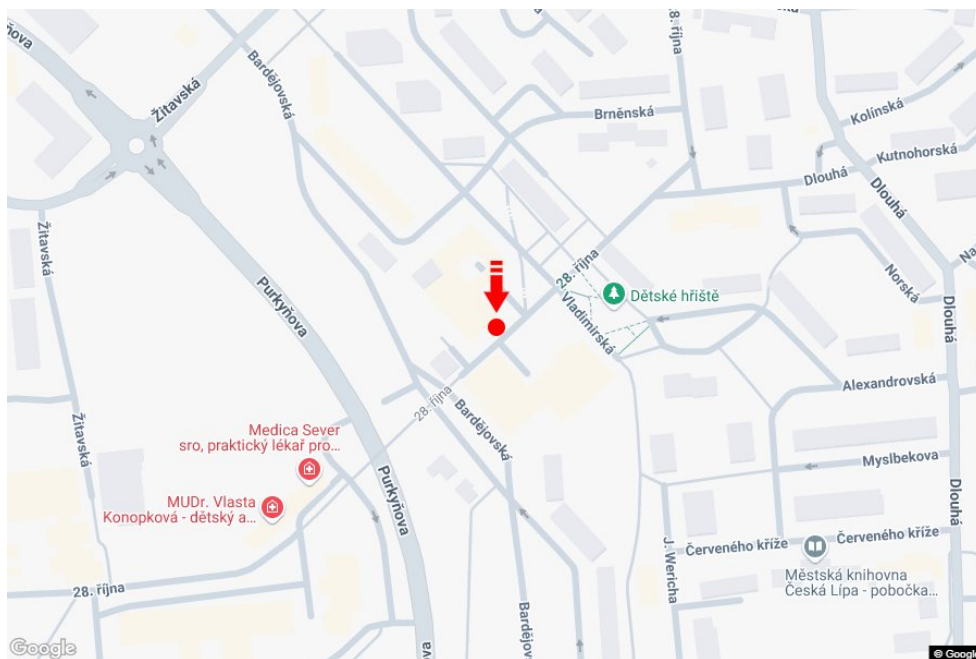 Purkyňova
Žitavská
Bardějovská
28. října
Brněnská
Kolínská
Kutnohorská
Dlouhá
Dlouhá
Norská
Žitavská
Purkyňova
28. října
Dětské hřiště
Vladimírská
Alexandrovská
Žitavská
28. října
Bardějovská
Medica Sever
sro, praktický lékař pro...
MUDr. Vlasta
Konopková - dětský a...
Purkyňova
Myslbekova
Dlouhá
J. Wericha
Červeného kříže
Červeného kříže
Městská knihovna
Česká Lípa - pobočka...
28. října
Bardějovská
Google
© Google